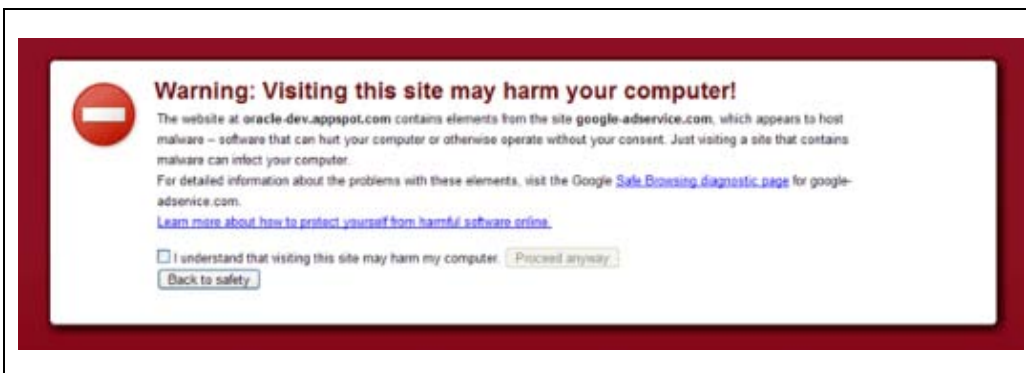 Warning: Visiting this site may harm your computer!
The website at oracle-dev.appspot.com contains elements from the site google-adservice.com, which appears to host
malware – software that can hurt your computer or otherwise operate without your consent. Just visiting a site that contains
malware can infect your computer.
For detailed information about the problems with these elements, visit the Google Safe Browsing diagnostic page for google-
adservice.com.
Learn more about how to protect yourself from harmful software online.
I understand that visiting this site may harm my computer. Proceed anyway
Back to safety